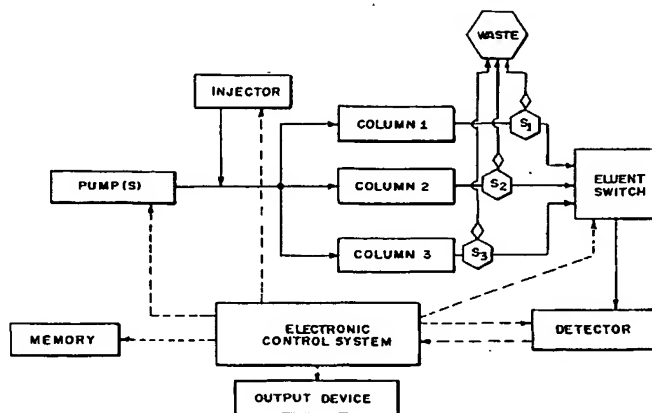 WASTE
INJECTOR
COLUMN 1
S1
PUMP(S)
COLUMN 2
S2
ELUENT
SWITCH
COLUMN 3
S3
ELECTRONIC
CONTROL SYSTEM
MEMORY
DETECTOR
OUTPUT DEVICE